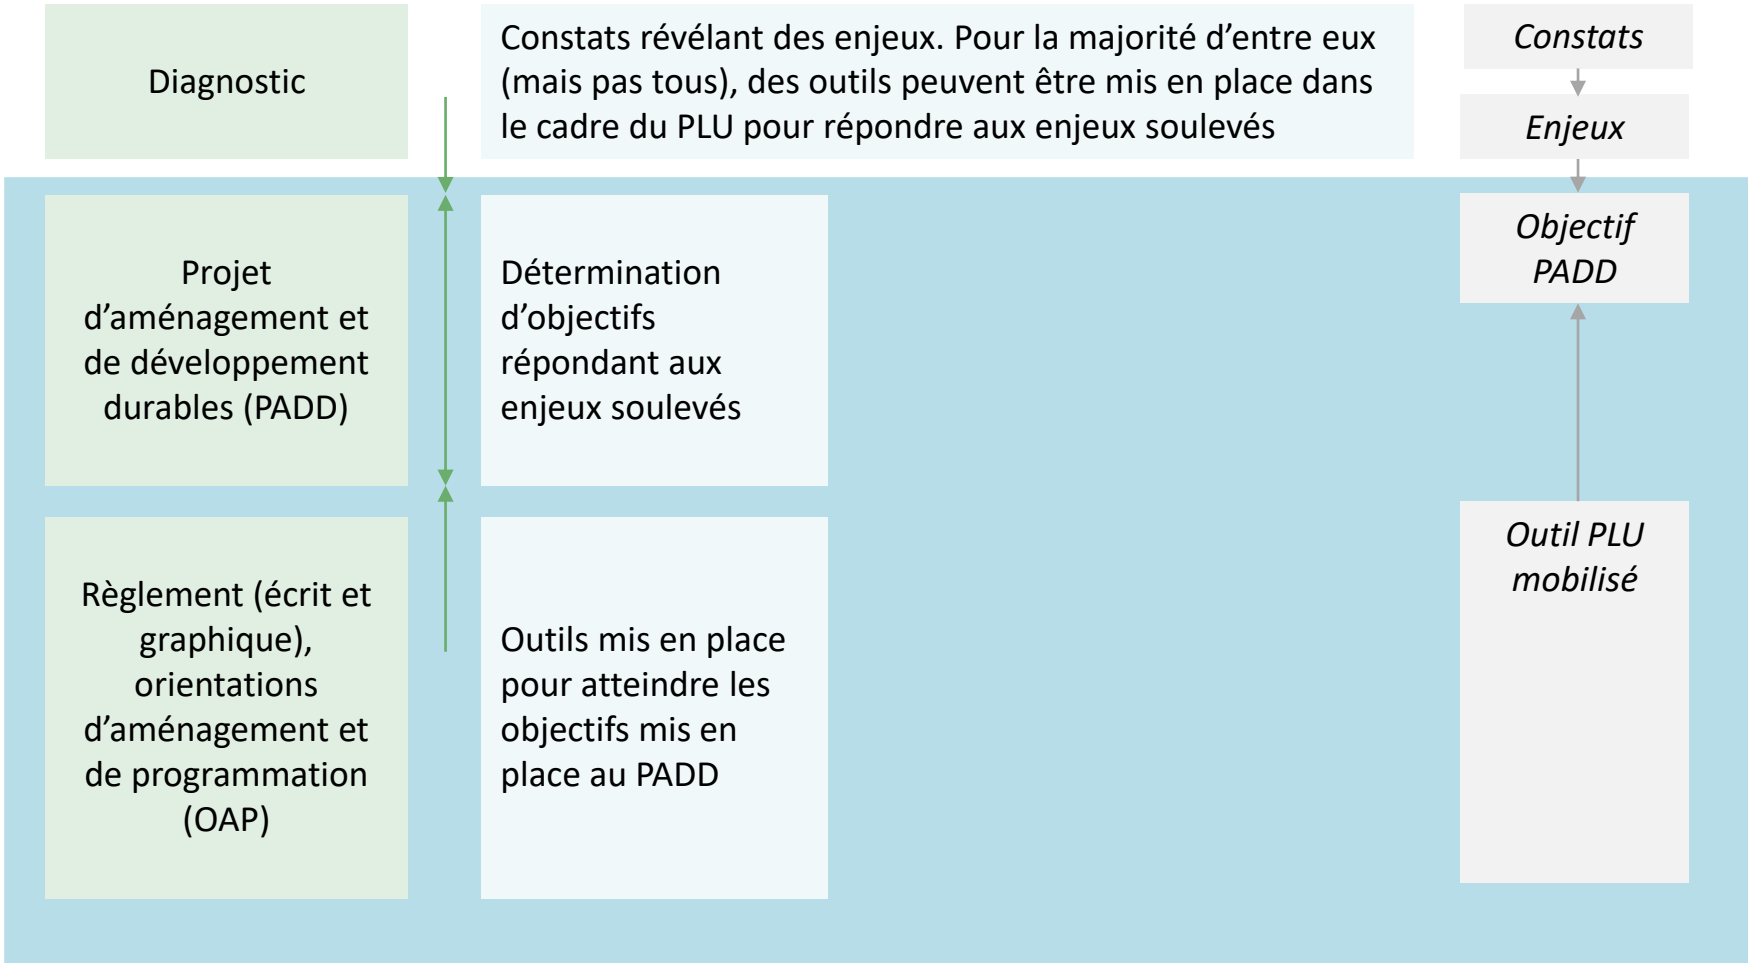 Diagnostic
Constats révélant des enjeux. Pour la majorité d’entre eux
(mais pas tous), des outils peuvent être mis en place dans
le cadre du PLU pour répondre aux enjeux soulevés
Constats
Enjeux
Projet
d’aménagement et
de développement
durables (PADD)
Détermination
d’objectifs
répondant aux
enjeux soulevés
Objectif
PADD
Règlement (écrit et
graphique),
orientations
d’aménagement et
de programmation
(OAP)
Outils mis en place
pour atteindre les
objectifs mis en
place au PADD
Outil PLU
mobilisé